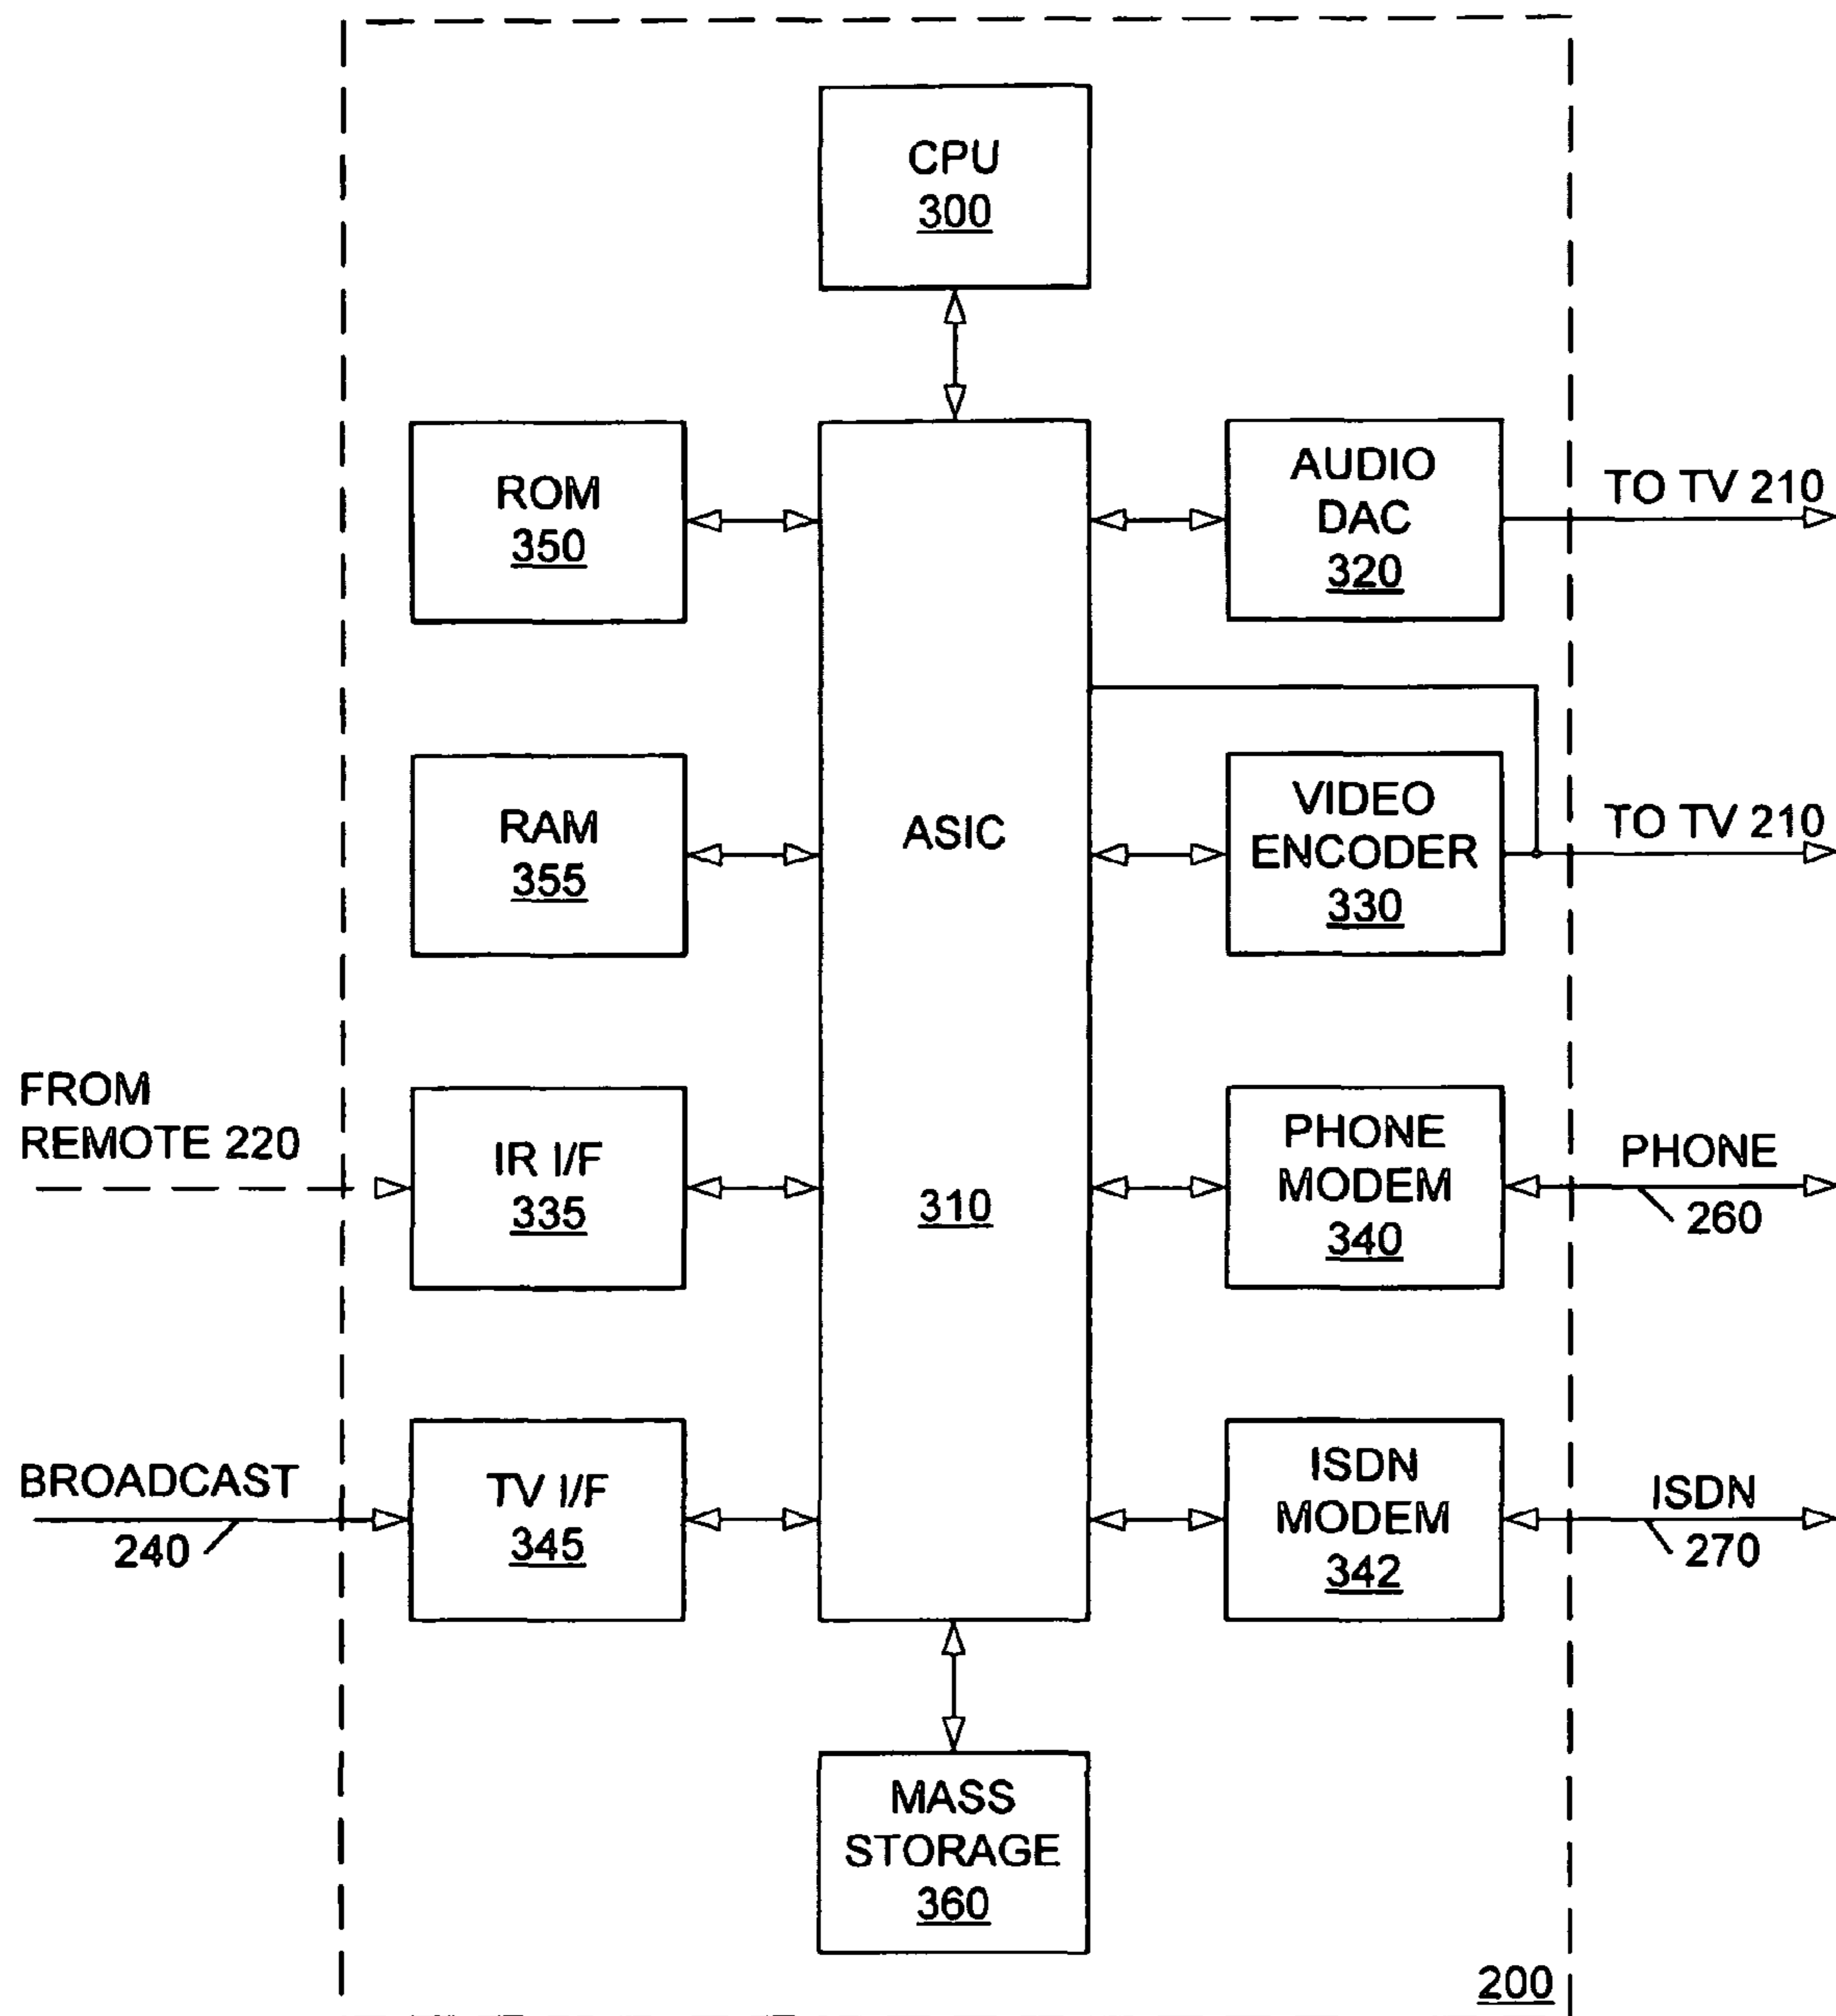 CPU
300
ROM
350
AUDIO
DAC
320
TO TV 210
RAM
355
ASIC
310
VIDEO
ENCODER
330
TO TV 210
FROM
REMOTE 220
IR I/F
335
PHONE
MODEM
340
PHONE
260
BROADCAST
240
TV I/F
345
ISDN
MODEM
342
ISDN
270
MASS
STORAGE
360
200